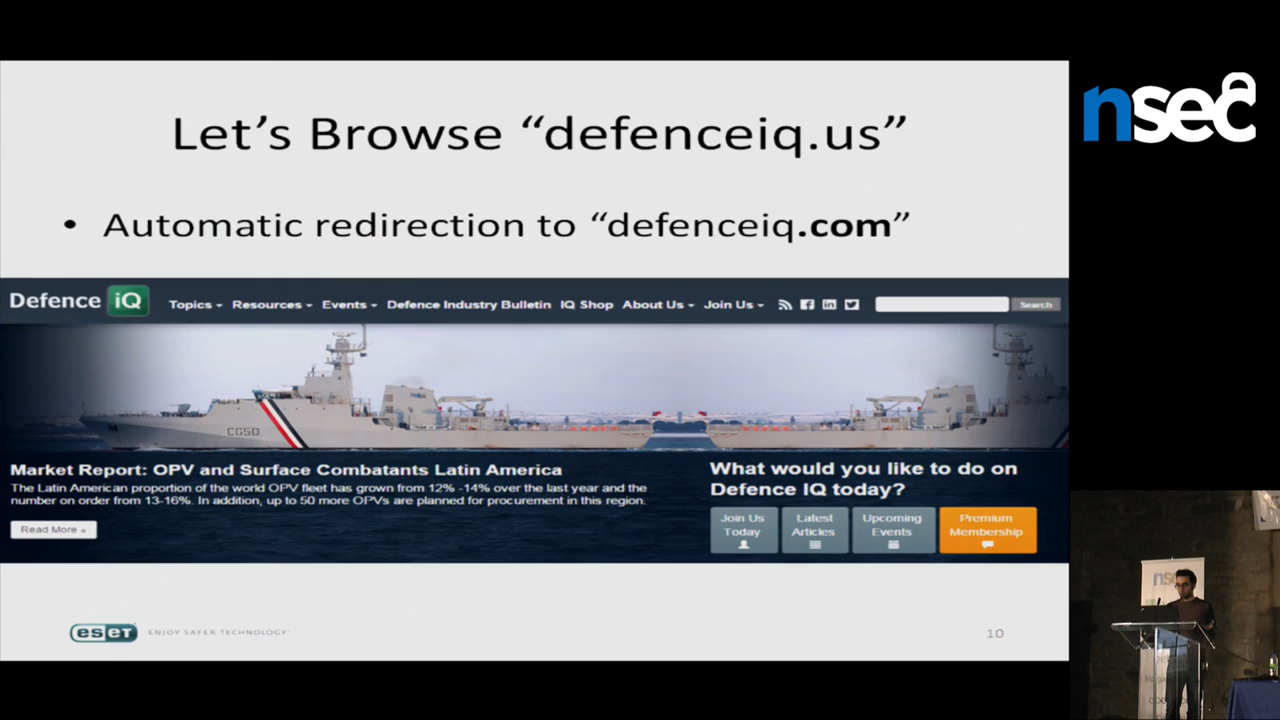 Let's Browse “defenceiq.us”
• Automatic redirection to “defenceiq.com”
Defence iQ
Topics Resources Events Defence Industry Bulletin IQ Shop About Us Join Us Search
CG50
Market Report: OPV and Surface Combatants Latin America
The Latin American proportion of the world OPV fleet has grown from 12% -14% over the last year and the
number on order from 13-16%. In addition, up to 50 more OPVs are planned for procurement in this region.
Read More »
What would you like to do on
Defence IQ today?
Join Us
Today
Latest
Articles
Upcoming
Events
Premium
Membership
eseT ENJOY SAFER TECHNOLOGY™
10
nsec